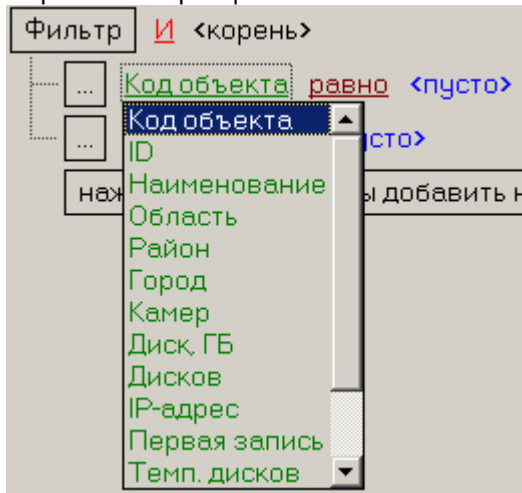 Фильтр И <корень>
... Код объекта равно <пусто>
Код объекта
... сто>
ID
Наименование
наж ы добавить н
Область
Район
Город
Камер
Диск, ГБ
Дисков
IP-адрес
Первая запись
Темп. дисков